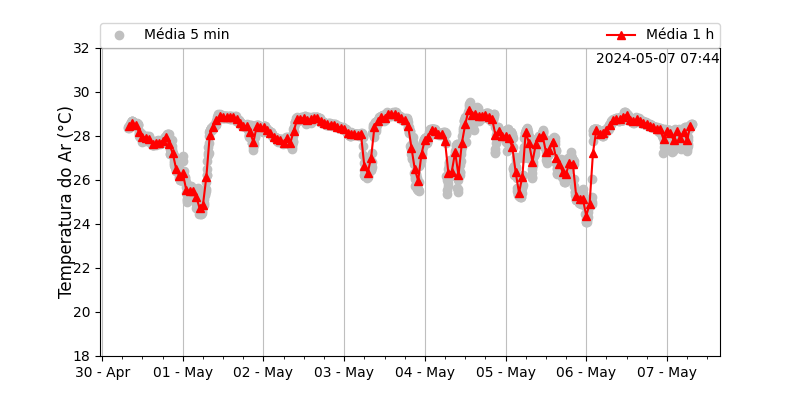 Média 5 min
Média 1 h
2024-05-07 07:44
Temperatura do Ar (°C)
32
30
28
26
24
22
20
18
30 - Apr
01 - May
02 - May
03 - May
04 - May
05 - May
06 - May
07 - May